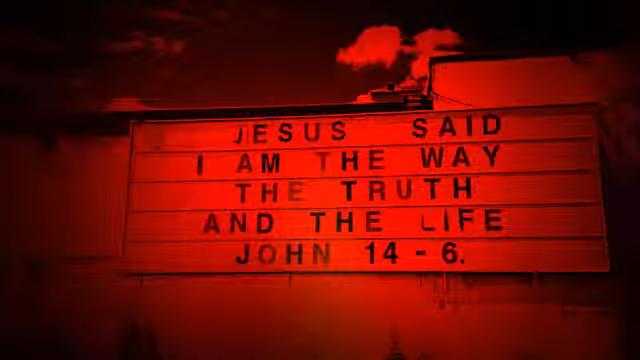 JESUS SAID
I AM THE WAY
THE TRUTH
AND THE LIFE
JOHN 14-6.